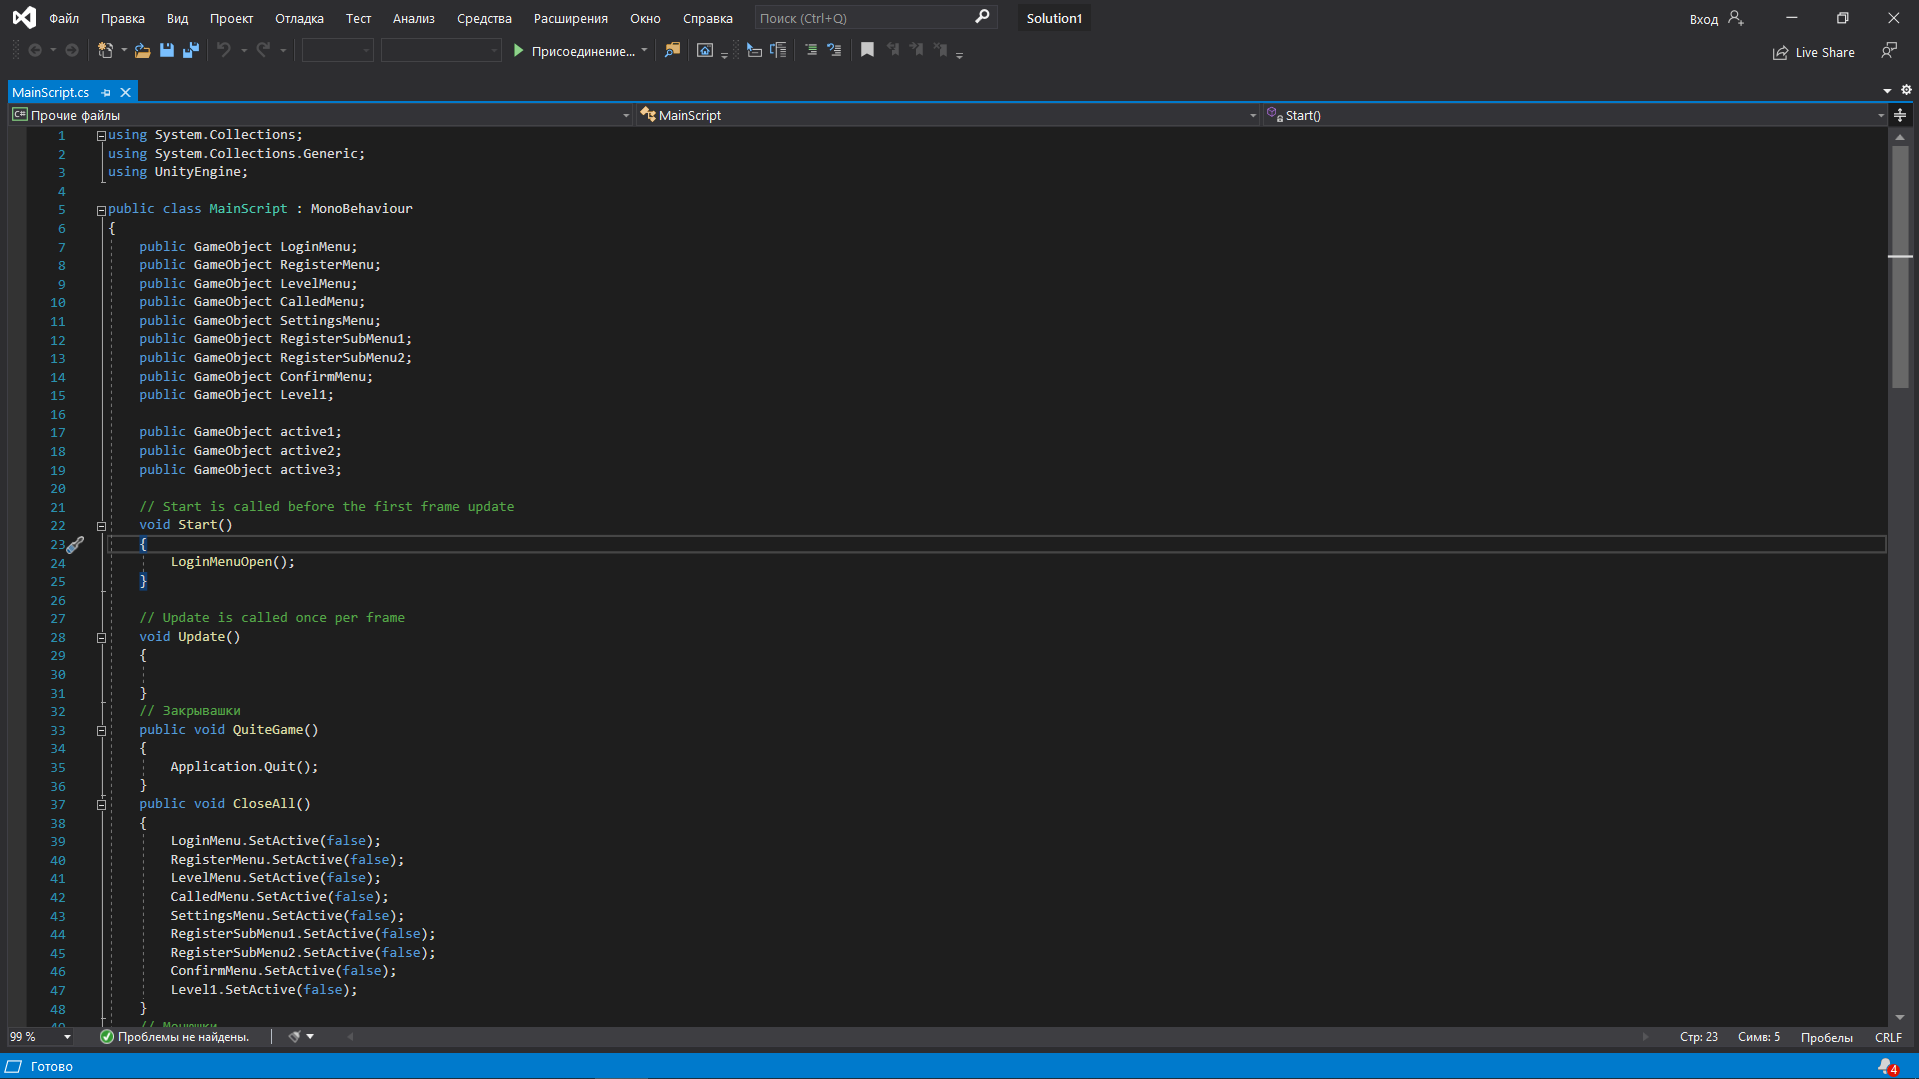 Файл Правка Вид Проект Отладка Тест Анализ Средства Расширения Окно Справка Поиск (Ctrl+Q) Solution1 Вход
Присоединение... Live Share
MainScript.cs
C# Прочие файлы MainScript Start()
1 using System.Collections;
2 using System.Collections.Generic;
3 using UnityEngine;
4
5 public class MainScript : MonoBehaviour
6 {
7 public GameObject LoginMenu;
8 public GameObject RegisterMenu;
9 public GameObject LevelMenu;
10 public GameObject CalledMenu;
11 public GameObject SettingsMenu;
12 public GameObject RegisterSubMenu1;
13 public GameObject RegisterSubMenu2;
14 public GameObject ConfirmMenu;
15 public GameObject Level1;
16
17 public GameObject active1;
18 public GameObject active2;
19 public GameObject active3;
20
21 // Start is called before the first frame update
22 void Start()
23 {
24 LoginMenuOpen();
25 }
26
27 // Update is called once per frame
28 void Update()
29 {
30
31 }
32 // Закрывашки
33 public void QuiteGame()
34 {
35 Application.Quit();
36 }
37 public void CloseAll()
38 {
39 LoginMenu.SetActive(false);
40 RegisterMenu.SetActive(false);
41 LevelMenu.SetActive(false);
42 CalledMenu.SetActive(false);
43 SettingsMenu.SetActive(false);
44 RegisterSubMenu1.SetActive(false);
45 RegisterSubMenu2.SetActive(false);
46 ConfirmMenu.SetActive(false);
47 Level1.SetActive(false);
48 }
49 // Менюшки
99 % Проблемы не найдены. Стр: 23 Симв: 5 Пробелы CRLF
Готово 4